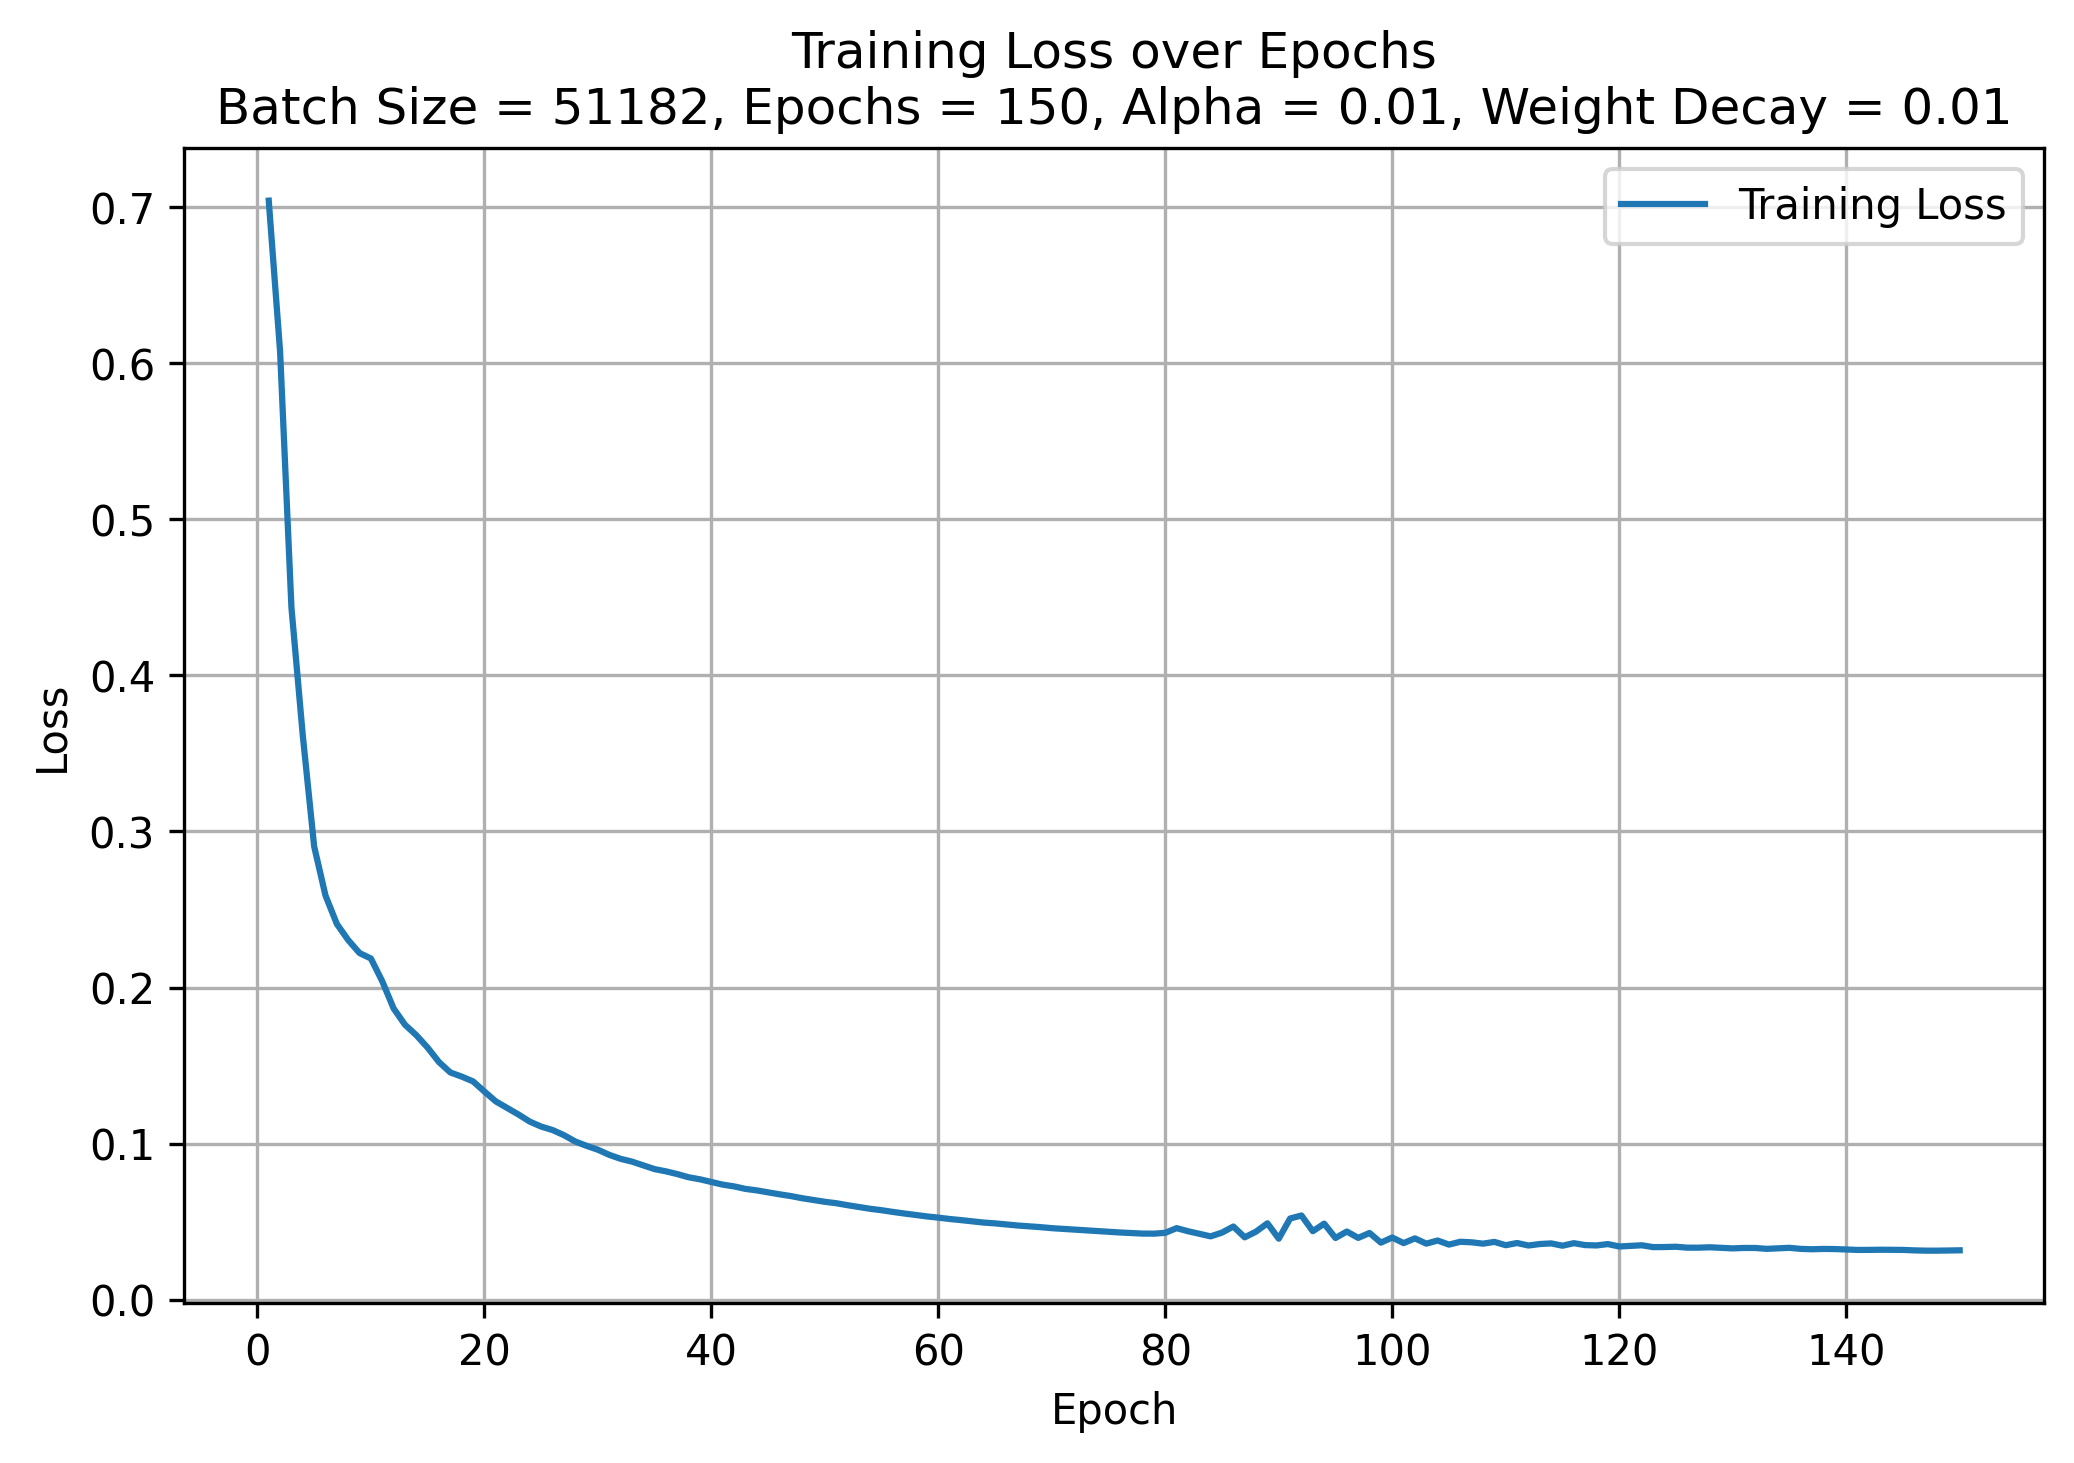 Training Loss over Epochs
Batch Size = 51182, Epochs = 150, Alpha = 0.01, Weight Decay = 0.01
Training Loss
0.7
0.6
0.5
0.4
0.3
0.2
0.1
0.0
Loss
0 20 40 60 80 100 120 140
Epoch